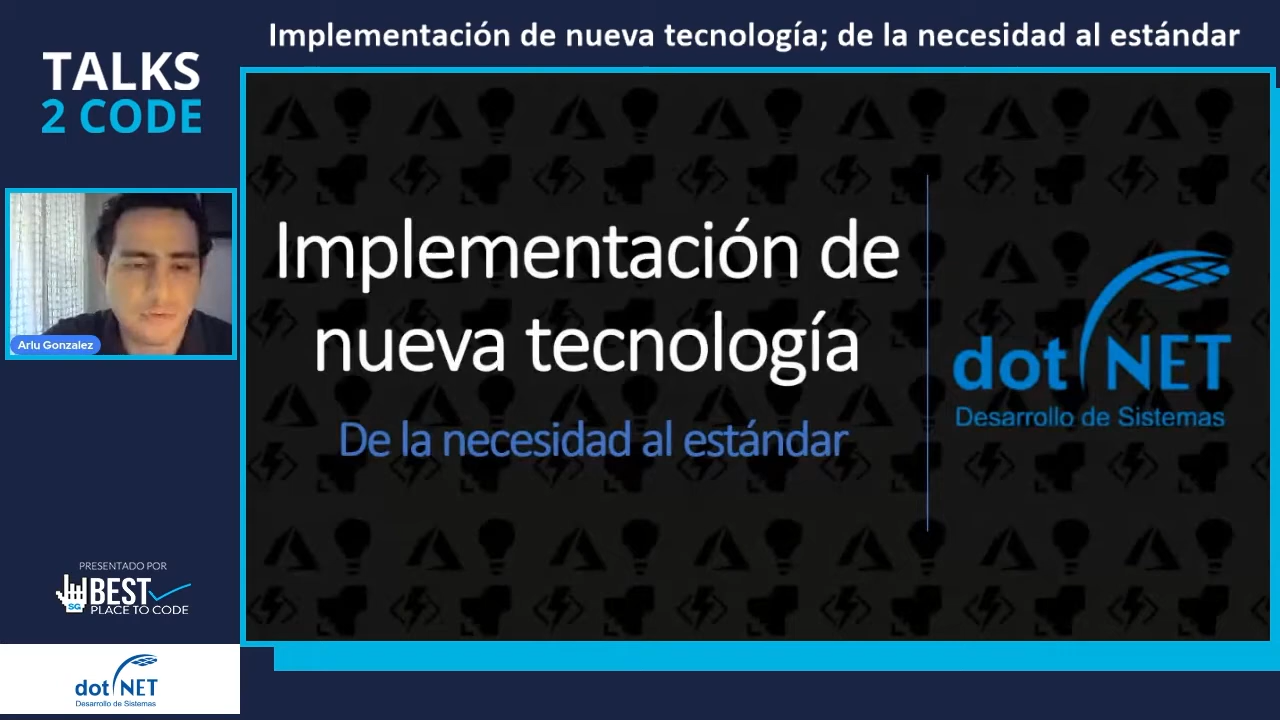 Implementación de nueva tecnología; de la necesidad al estándar
TALKS
2 CODE
Arlu Gonzalez
Implementación de
nueva tecnología
De la necesidad al estándar
dot NET
Desarrollo de Sistemas
PRESENTADO POR
SG BEST
PLACE TO CODE
dot NET
Desarrollo de Sistemas